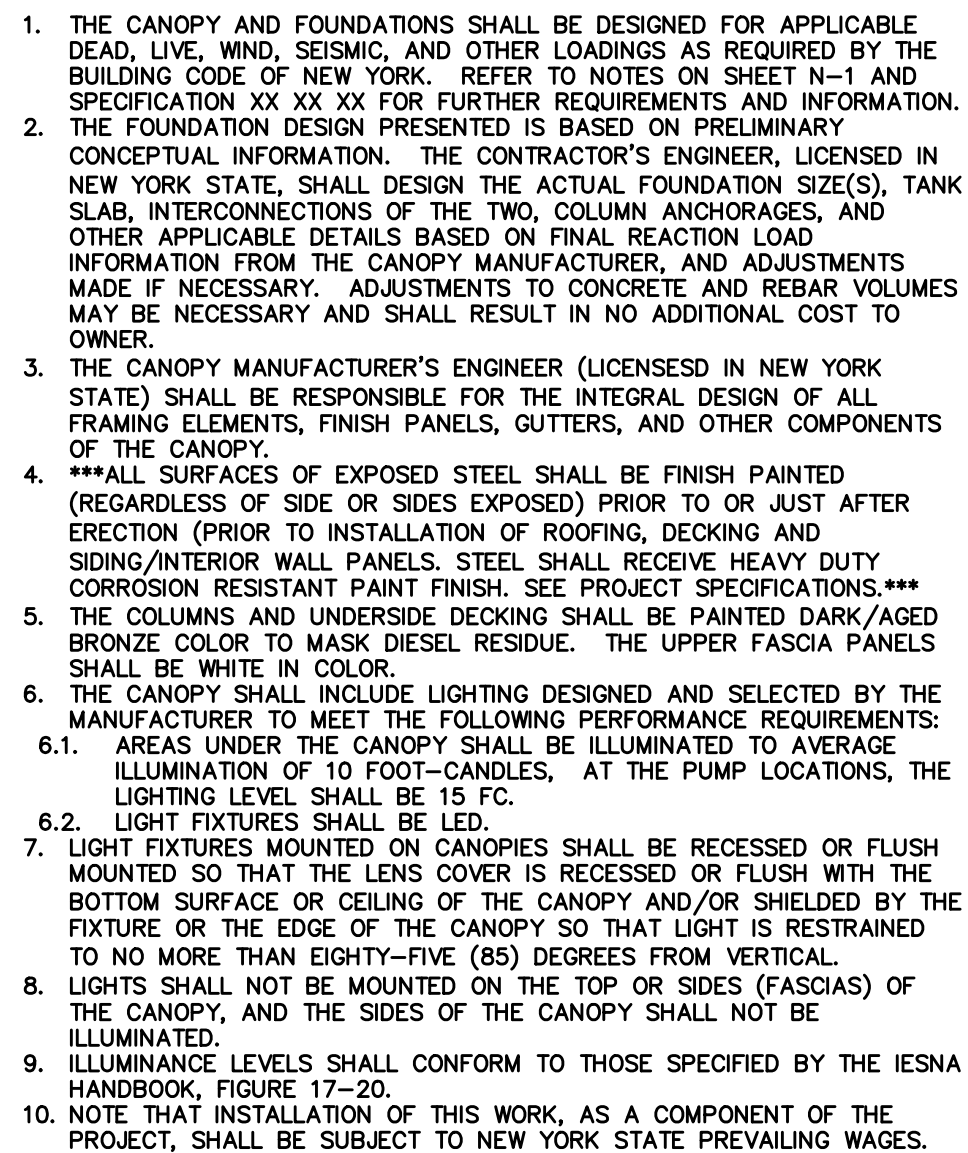 1. THE CANOPY AND FOUNDATIONS SHALL BE DESIGNED FOR APPLICABLE
DEAD, LIVE, WIND, SEISMIC, AND OTHER LOADINGS AS REQUIRED BY THE
BUILDING CODE OF NEW YORK. REFER TO NOTES ON SHEET N-1 AND
SPECIFICATION XX XX XX FOR FURTHER REQUIREMENTS AND INFORMATION.
2. THE FOUNDATION DESIGN PRESENTED IS BASED ON PRELIMINARY
CONCEPTUAL INFORMATION. THE CONTRACTOR'S ENGINEER, LICENSED IN
NEW YORK STATE, SHALL DESIGN THE ACTUAL FOUNDATION SIZE(S), TANK
SLAB, INTERCONNECTIONS OF THE TWO, COLUMN ANCHORAGES, AND
OTHER APPLICABLE DETAILS BASED ON FINAL REACTION LOAD
INFORMATION FROM THE CANOPY MANUFACTURER, AND ADJUSTMENTS
MADE IF NECESSARY. ADJUSTMENTS TO CONCRETE AND REBAR VOLUMES
MAY BE NECESSARY AND SHALL RESULT IN NO ADDITIONAL COST TO
OWNER.
3. THE CANOPY MANUFACTURER'S ENGINEER (LICENSESD IN NEW YORK
STATE) SHALL BE RESPONSIBLE FOR THE INTEGRAL DESIGN OF ALL
FRAMING ELEMENTS, FINISH PANELS, GUTTERS, AND OTHER COMPONENTS
OF THE CANOPY.
4. ***ALL SURFACES OF EXPOSED STEEL SHALL BE FINISH PAINTED
(REGARDLESS OF SIDE OR SIDES EXPOSED) PRIOR TO OR JUST AFTER
ERECTION (PRIOR TO INSTALLATION OF ROOFING, DECKING AND
SIDING/INTERIOR WALL PANELS. STEEL SHALL RECEIVE HEAVY DUTY
CORROSION RESISTANT PAINT FINISH. SEE PROJECT SPECIFICATIONS.***
5. THE COLUMNS AND UNDERSIDE DECKING SHALL BE PAINTED DARK/AGED
BRONZE COLOR TO MASK DIESEL RESIDUE. THE UPPER FASCIA PANELS
SHALL BE WHITE IN COLOR.
6. THE CANOPY SHALL INCLUDE LIGHTING DESIGNED AND SELECTED BY THE
MANUFACTURER TO MEET THE FOLLOWING PERFORMANCE REQUIREMENTS:
6.1. AREAS UNDER THE CANOPY SHALL BE ILLUMINATED TO AVERAGE
ILLUMINATION OF 10 FOOT-CANDLES, AT THE PUMP LOCATIONS, THE
LIGHTING LEVEL SHALL BE 15 FC.
6.2. LIGHT FIXTURES SHALL BE LED.
7. LIGHT FIXTURES MOUNTED ON CANOPIES SHALL BE RECESSED OR FLUSH
MOUNTED SO THAT THE LENS COVER IS RECESSED OR FLUSH WITH THE
BOTTOM SURFACE OR CEILING OF THE CANOPY AND/OR SHIELDED BY THE
FIXTURE OR THE EDGE OF THE CANOPY SO THAT LIGHT IS RESTRAINED
TO NO MORE THAN EIGHTY-FIVE (85) DEGREES FROM VERTICAL.
8. LIGHTS SHALL NOT BE MOUNTED ON THE TOP OR SIDES (FASCIAS) OF
THE CANOPY, AND THE SIDES OF THE CANOPY SHALL NOT BE
ILLUMINATED.
9. ILLUMINANCE LEVELS SHALL CONFORM TO THOSE SPECIFIED BY THE IESNA
HANDBOOK, FIGURE 17-20.
10. NOTE THAT INSTALLATION OF THIS WORK, AS A COMPONENT OF THE
PROJECT, SHALL BE SUBJECT TO NEW YORK STATE PREVAILING WAGES.